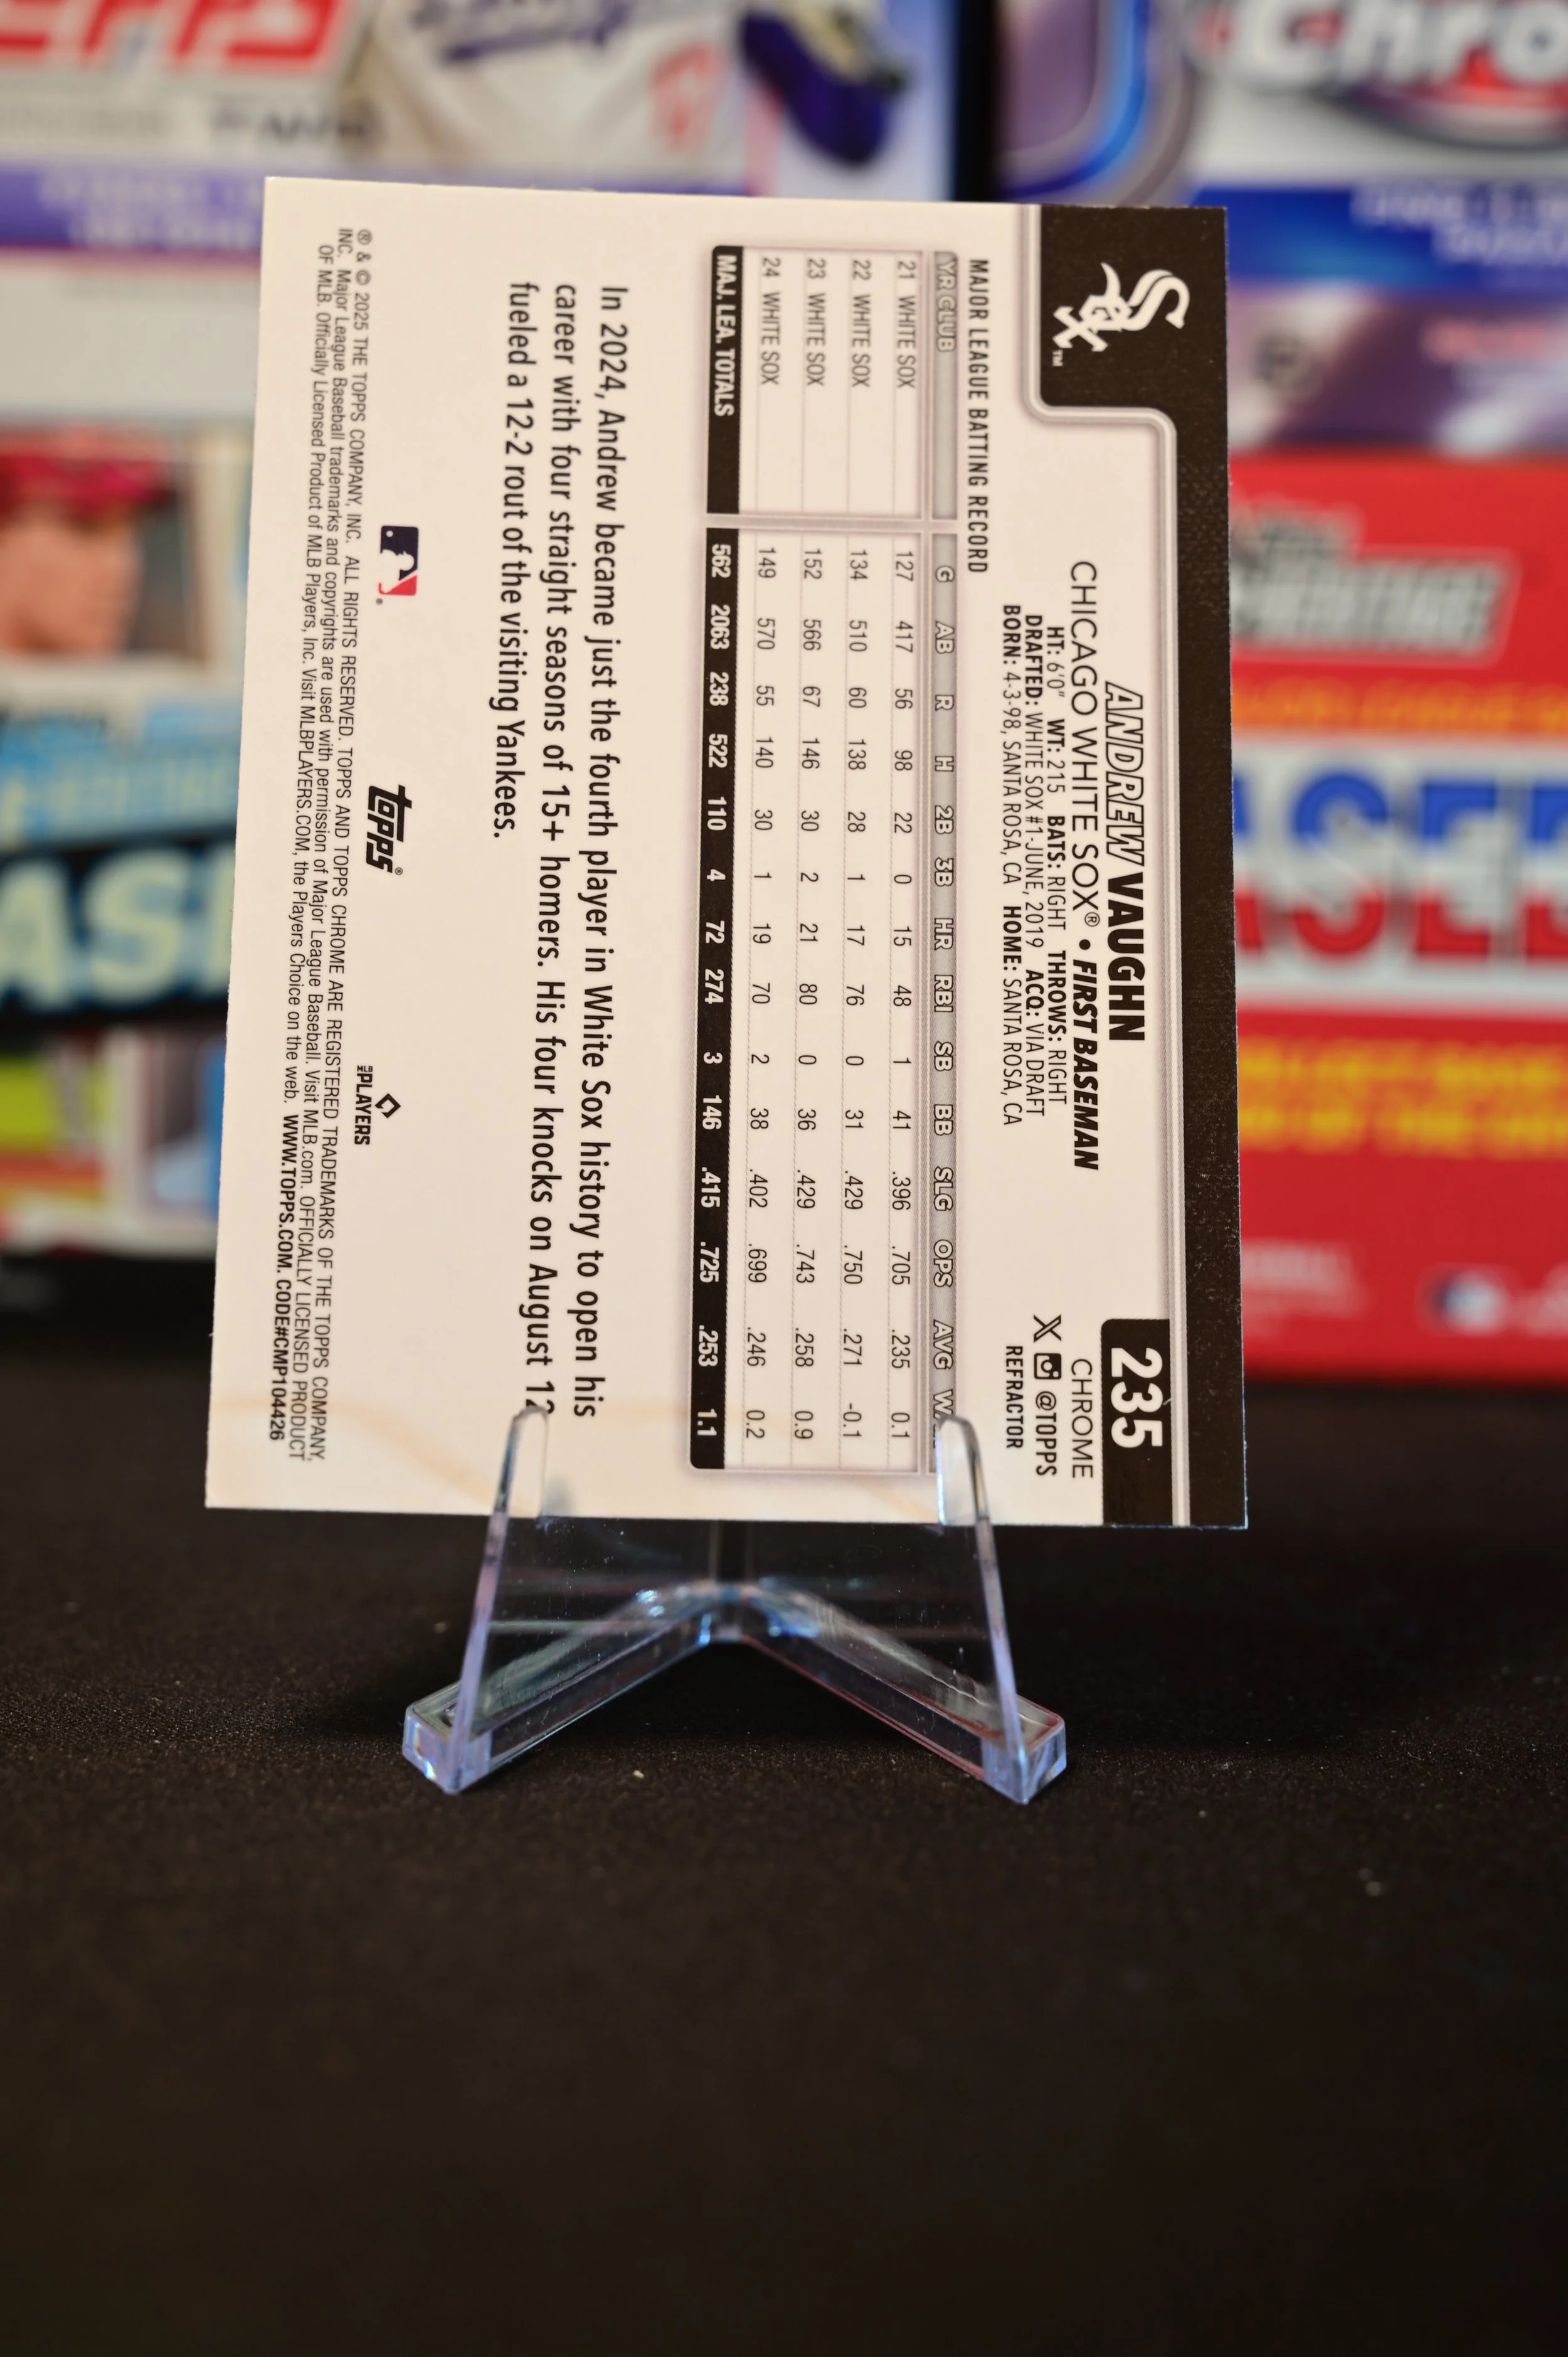 Sox™
235
ANDREW VAUGHN
CHICAGO WHITE SOX® • FIRST BASEMAN
HT: 6'0" WT: 215 BATS: RIGHT THROWS: RIGHT
DRAFTED: WHITE SOX #1-JUNE, 2019 ACQ: VIA DRAFT
BORN: 4-3-98, SANTA ROSA, CA HOME: SANTA ROSA, CA
CHROME
X @TOPPS
REFRACTOR
MAJOR LEAGUE BATTING RECORD
YR CLUB G AB R H 2B 3B HR RBI SB BB SLG OPS AVG
21 WHITE SOX 127 417 56 98 22 0 15 48 1 41 .396 .705 .235 0.1
22 WHITE SOX 134 510 60 138 28 1 17 76 0 31 .429 .750 .271 -0.1
23 WHITE SOX 152 566 67 146 30 2 21 80 0 36 .429 .743 .258 0.9
24 WHITE SOX 149 570 55 140 30 1 19 70 2 38 .402 .699 .246 0.2
MAJ. LEA. TOTALS 562 2063 238 522 110 4 72 274 3 146 .415 .725 .253 1.1
In 2024, Andrew became just the fourth player in White Sox history to open his
career with four straight seasons of 15+ homers. His four knocks on August 12
fueled a 12-2 rout of the visiting Yankees.
topps®
MLB PLAYERS
® & © 2025 THE TOPPS COMPANY, INC. ALL RIGHTS RESERVED. TOPPS AND TOPPS CHROME ARE REGISTERED TRADEMARKS OF THE TOPPS COMPANY,
INC. Major League Baseball trademarks and copyrights are used with permission of Major League Baseball. Visit MLB.com. OFFICIALLY LICENSED PRODUCT
OF MLB. Officially Licensed Product of MLB Players, Inc. Visit MLBPLAYERS.COM, the Players Choice on the web. WWW.TOPPS.COM. CODE#CMP104426